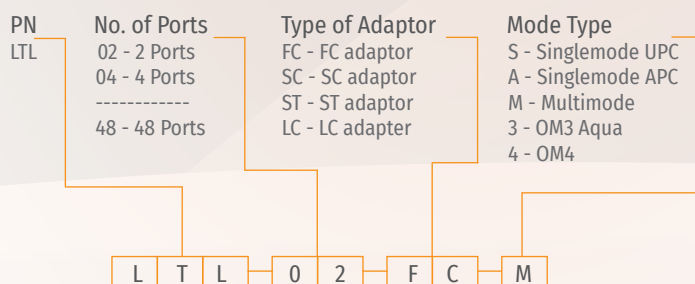 PN
LTL
No. of Ports
02 - 2 Ports
04 - 4 Ports
------------
48 - 48 Ports
Type of Adaptor
FC - FC adaptor
SC - SC adaptor
ST - ST adaptor
LC - LC adapter
Mode Type
S - Singlemode UPC
A - Singlemode APC
M - Multimode
3 - OM3 Aqua
4 - OM4
L T L 0 2 F C M